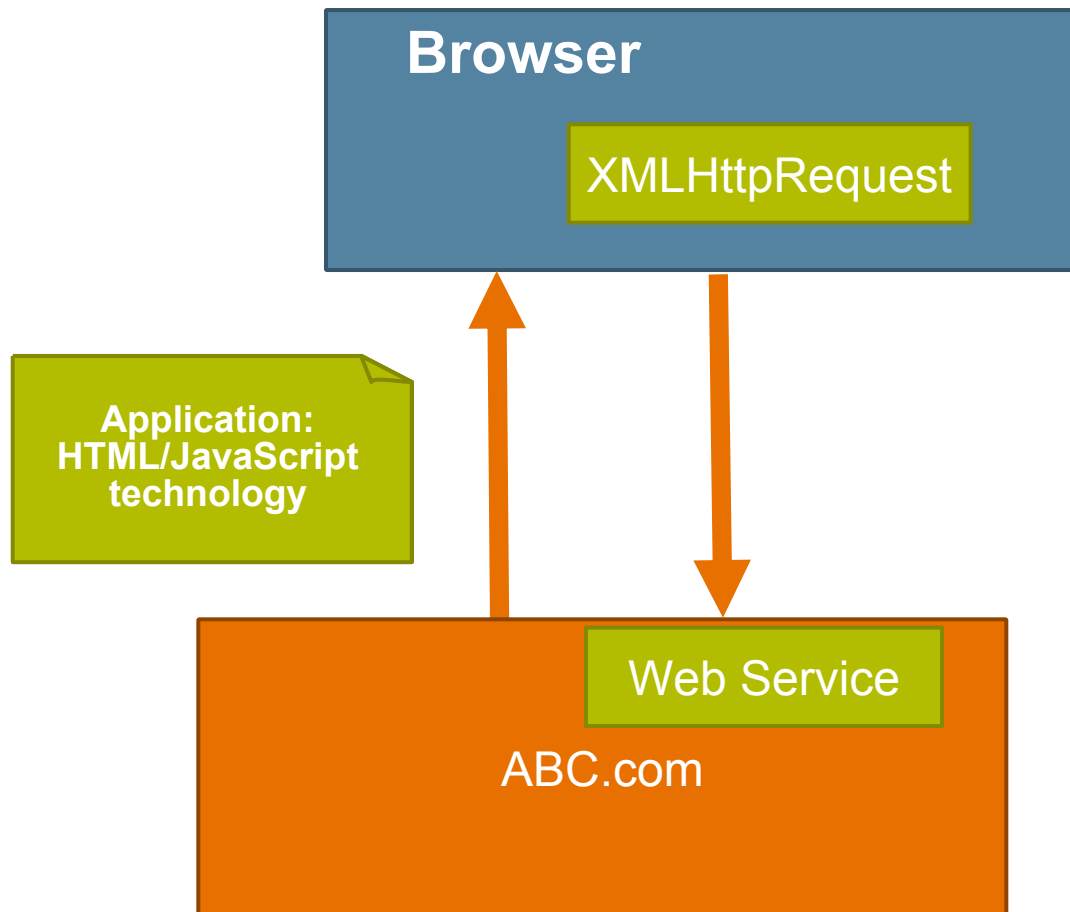 Browser
XMLHttpRequest
Application:
HTML/JavaScript
technology
Web Service
ABC.com